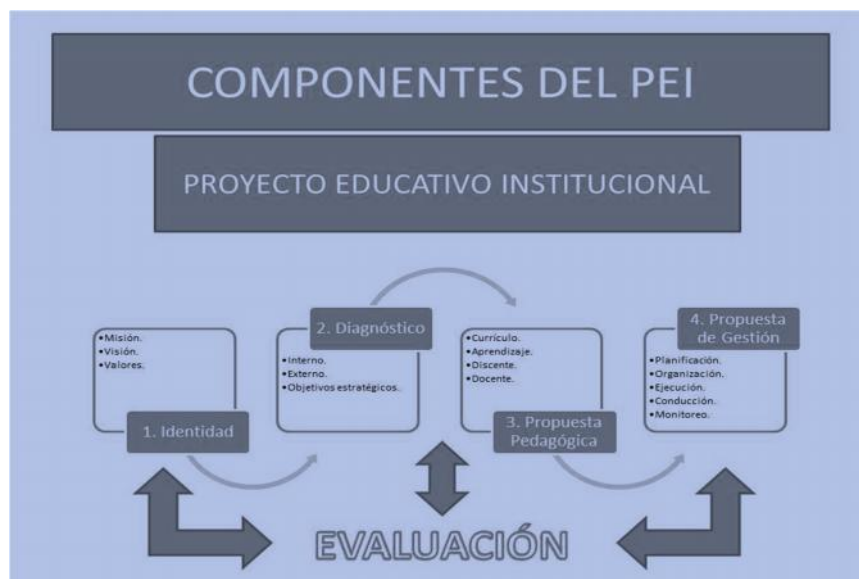 COMPONENTES DEL PEI
PROYECTO EDUCATIVO INSTITUCIONAL
•Misión.
•Visión.
•Valores.
1. Identidad
2. Diagnóstico
•Interno.
•Externo.
•Objetivos estratégicos.
•Currículo.
•Aprendizaje.
•Discente.
•Docente.
3. Propuesta
Pedagógica
4. Propuesta
de Gestión
•Planificación.
•Organización.
•Ejecución.
•Conducción.
•Monitoreo.
EVALUACIÓN